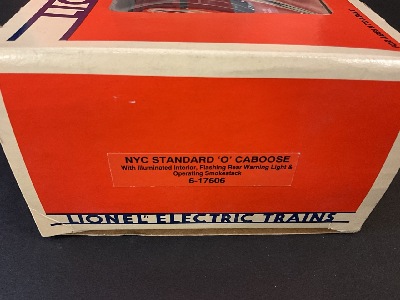 NYC STANDARD 'O' CABOOSE
With Illuminated Interior, Flashing Rear Warning Light &
Operating Smokestack
6-17606
LIONEL ELECTRIC TRAINS